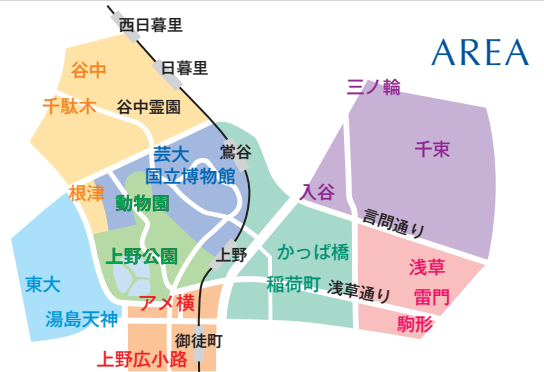 西日暮里
AREA
谷中
日暮里
三ノ輪
千駄木
谷中霊園
千束
芸大
鶯谷
国立博物館
根津
入谷
動物園
言問通り
上野公園
上野
かっぱ橋
浅草
東大
稲荷町
浅草通り
雷門
アメ横
湯島天神
駒形
御徒町
上野広小路